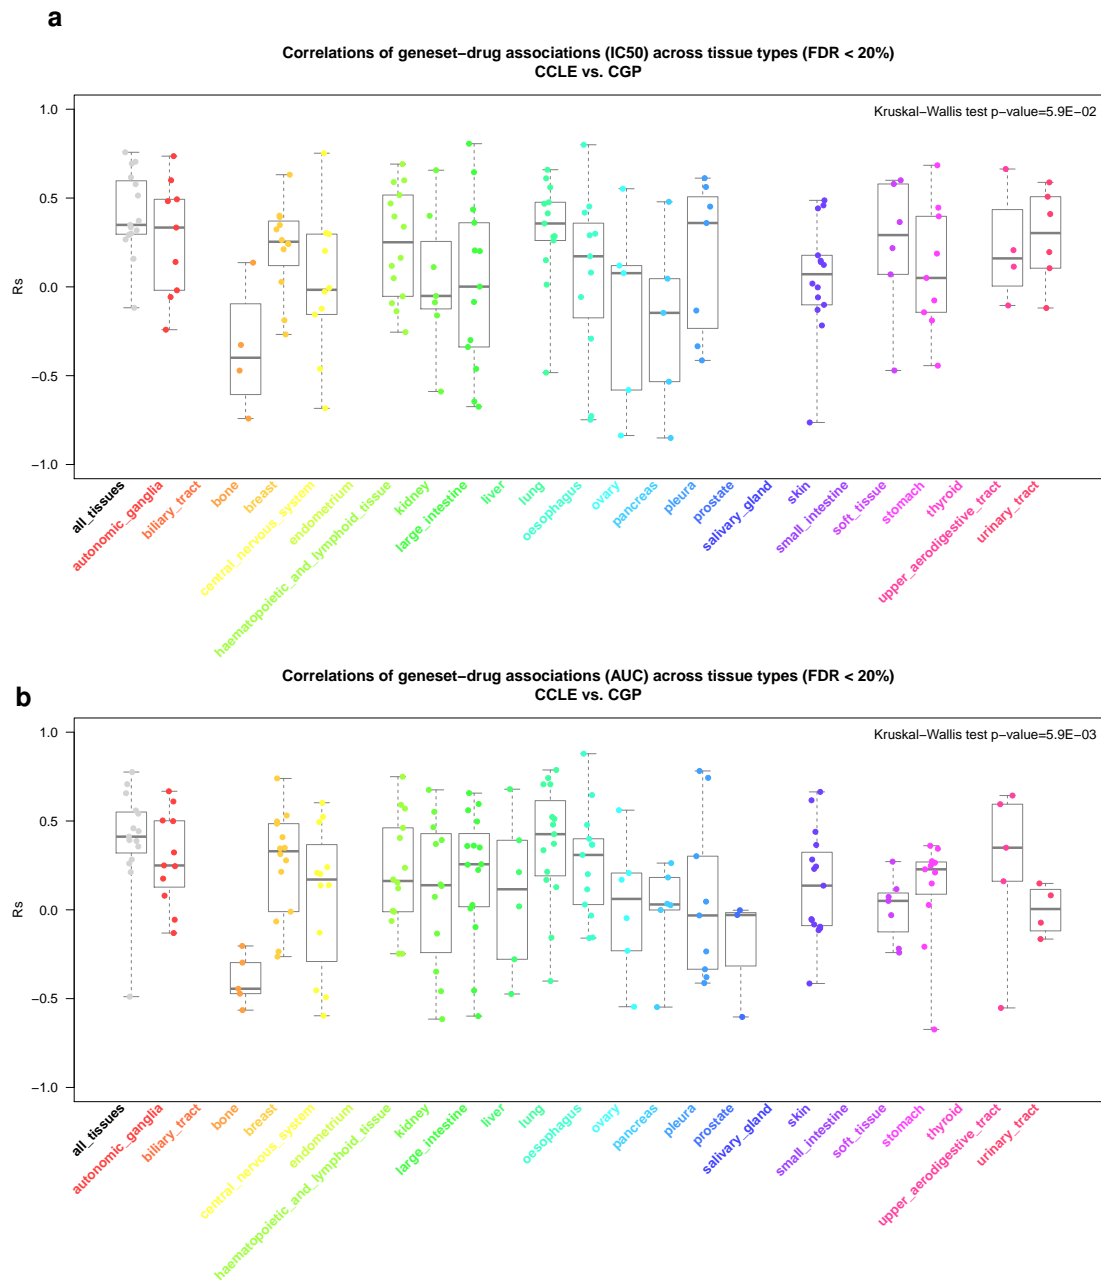 a
Correlations of geneset−drug associations (IC50) across tissue types (FDR < 20%)
CCLE vs. CGP
Kruskal−Wallis test p−value=5.9E−02
Rs
1.0
0.5
0.0
−0.5
−1.0
all_tissues
autonomic_ganglia
biliary_tract
bone
breast
central_nervous_system
endometrium
haematopoietic_and_lymphoid_tissue
kidney
large_intestine
liver
lung
oesophagus
ovary
pancreas
pleura
prostate
salivary_gland
skin
small_intestine
soft_tissue
stomach
thyroid
upper_aerodigestive_tract
urinary_tract
b
Correlations of geneset−drug associations (AUC) across tissue types (FDR < 20%)
CCLE vs. CGP
Kruskal−Wallis test p−value=5.9E−03
Rs
1.0
0.5
0.0
−0.5
−1.0
all_tissues
autonomic_ganglia
biliary_tract
bone
breast
central_nervous_system
endometrium
haematopoietic_and_lymphoid_tissue
kidney
large_intestine
liver
lung
oesophagus
ovary
pancreas
pleura
prostate
salivary_gland
skin
small_intestine
soft_tissue
stomach
thyroid
upper_aerodigestive_tract
urinary_tract